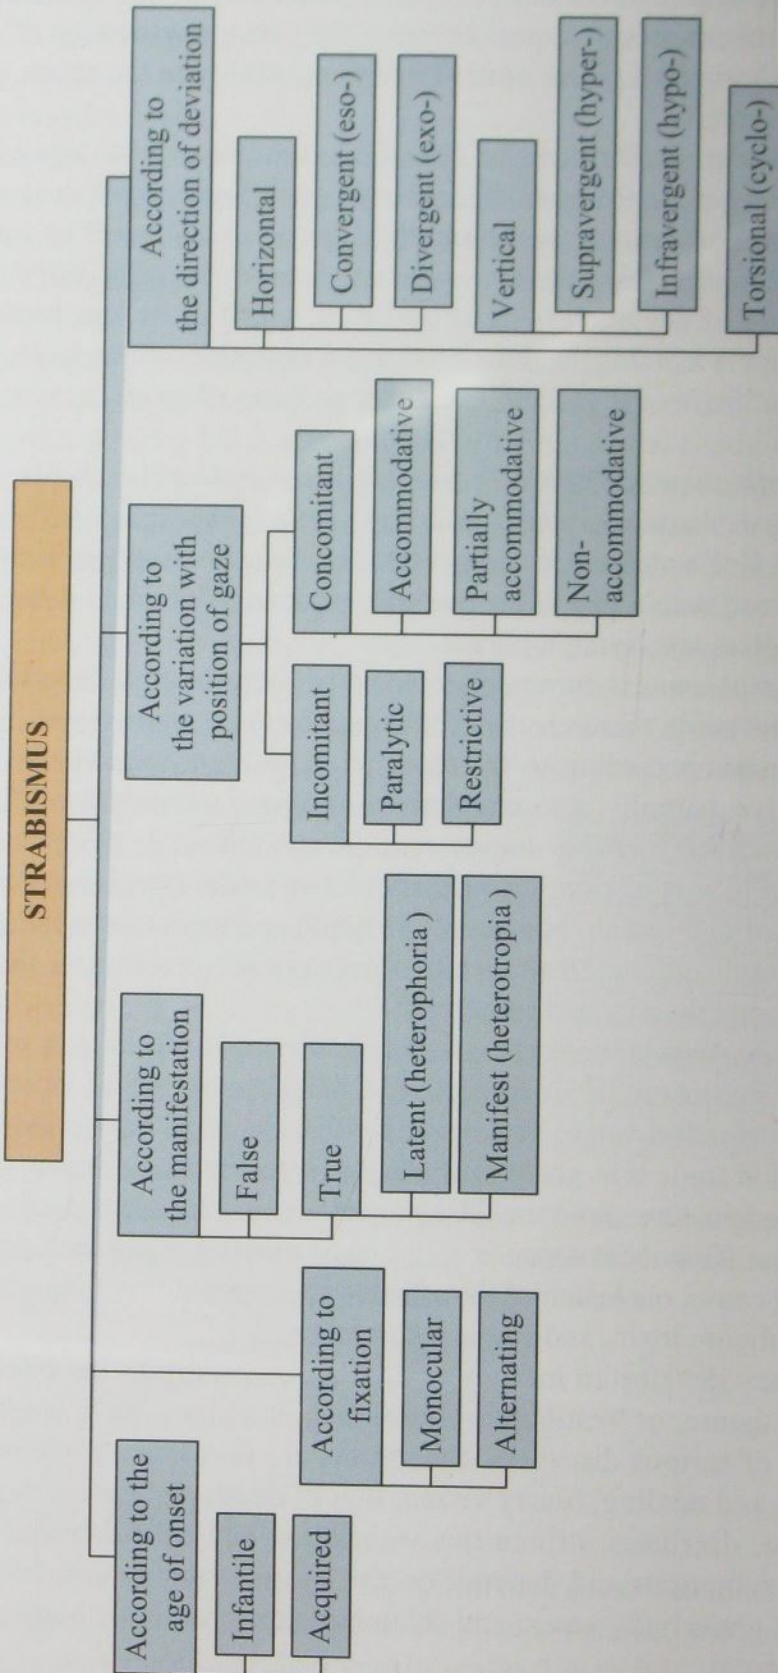 STRABISMUS
According to the
age of onset
Infantile
Acquired
According to
fixation
Monocular
Alternating
According to
the manifestation
False
True
Latent (heterophoria )
Manifest (heterotropia )
According to
the variation with
position of gaze
Incomitant
Paralytic
Restrictive
Concomitant
Accommodative
Partially
accommodative
Non-
accommodative
According to
the direction of deviation
Horizontal
Convergent (eso-)
Divergent (exo-)
Vertical
Supravergent (hyper-)
Infravergent (hypo-)
Torsional (cyclo-)